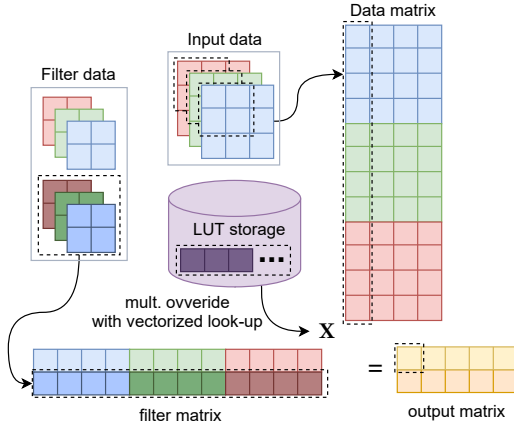 Data matrix
Input data
Filter data
LUT storage
...
mult. ovveride
with vectorized look-up
X
=
filter matrix
output matrix